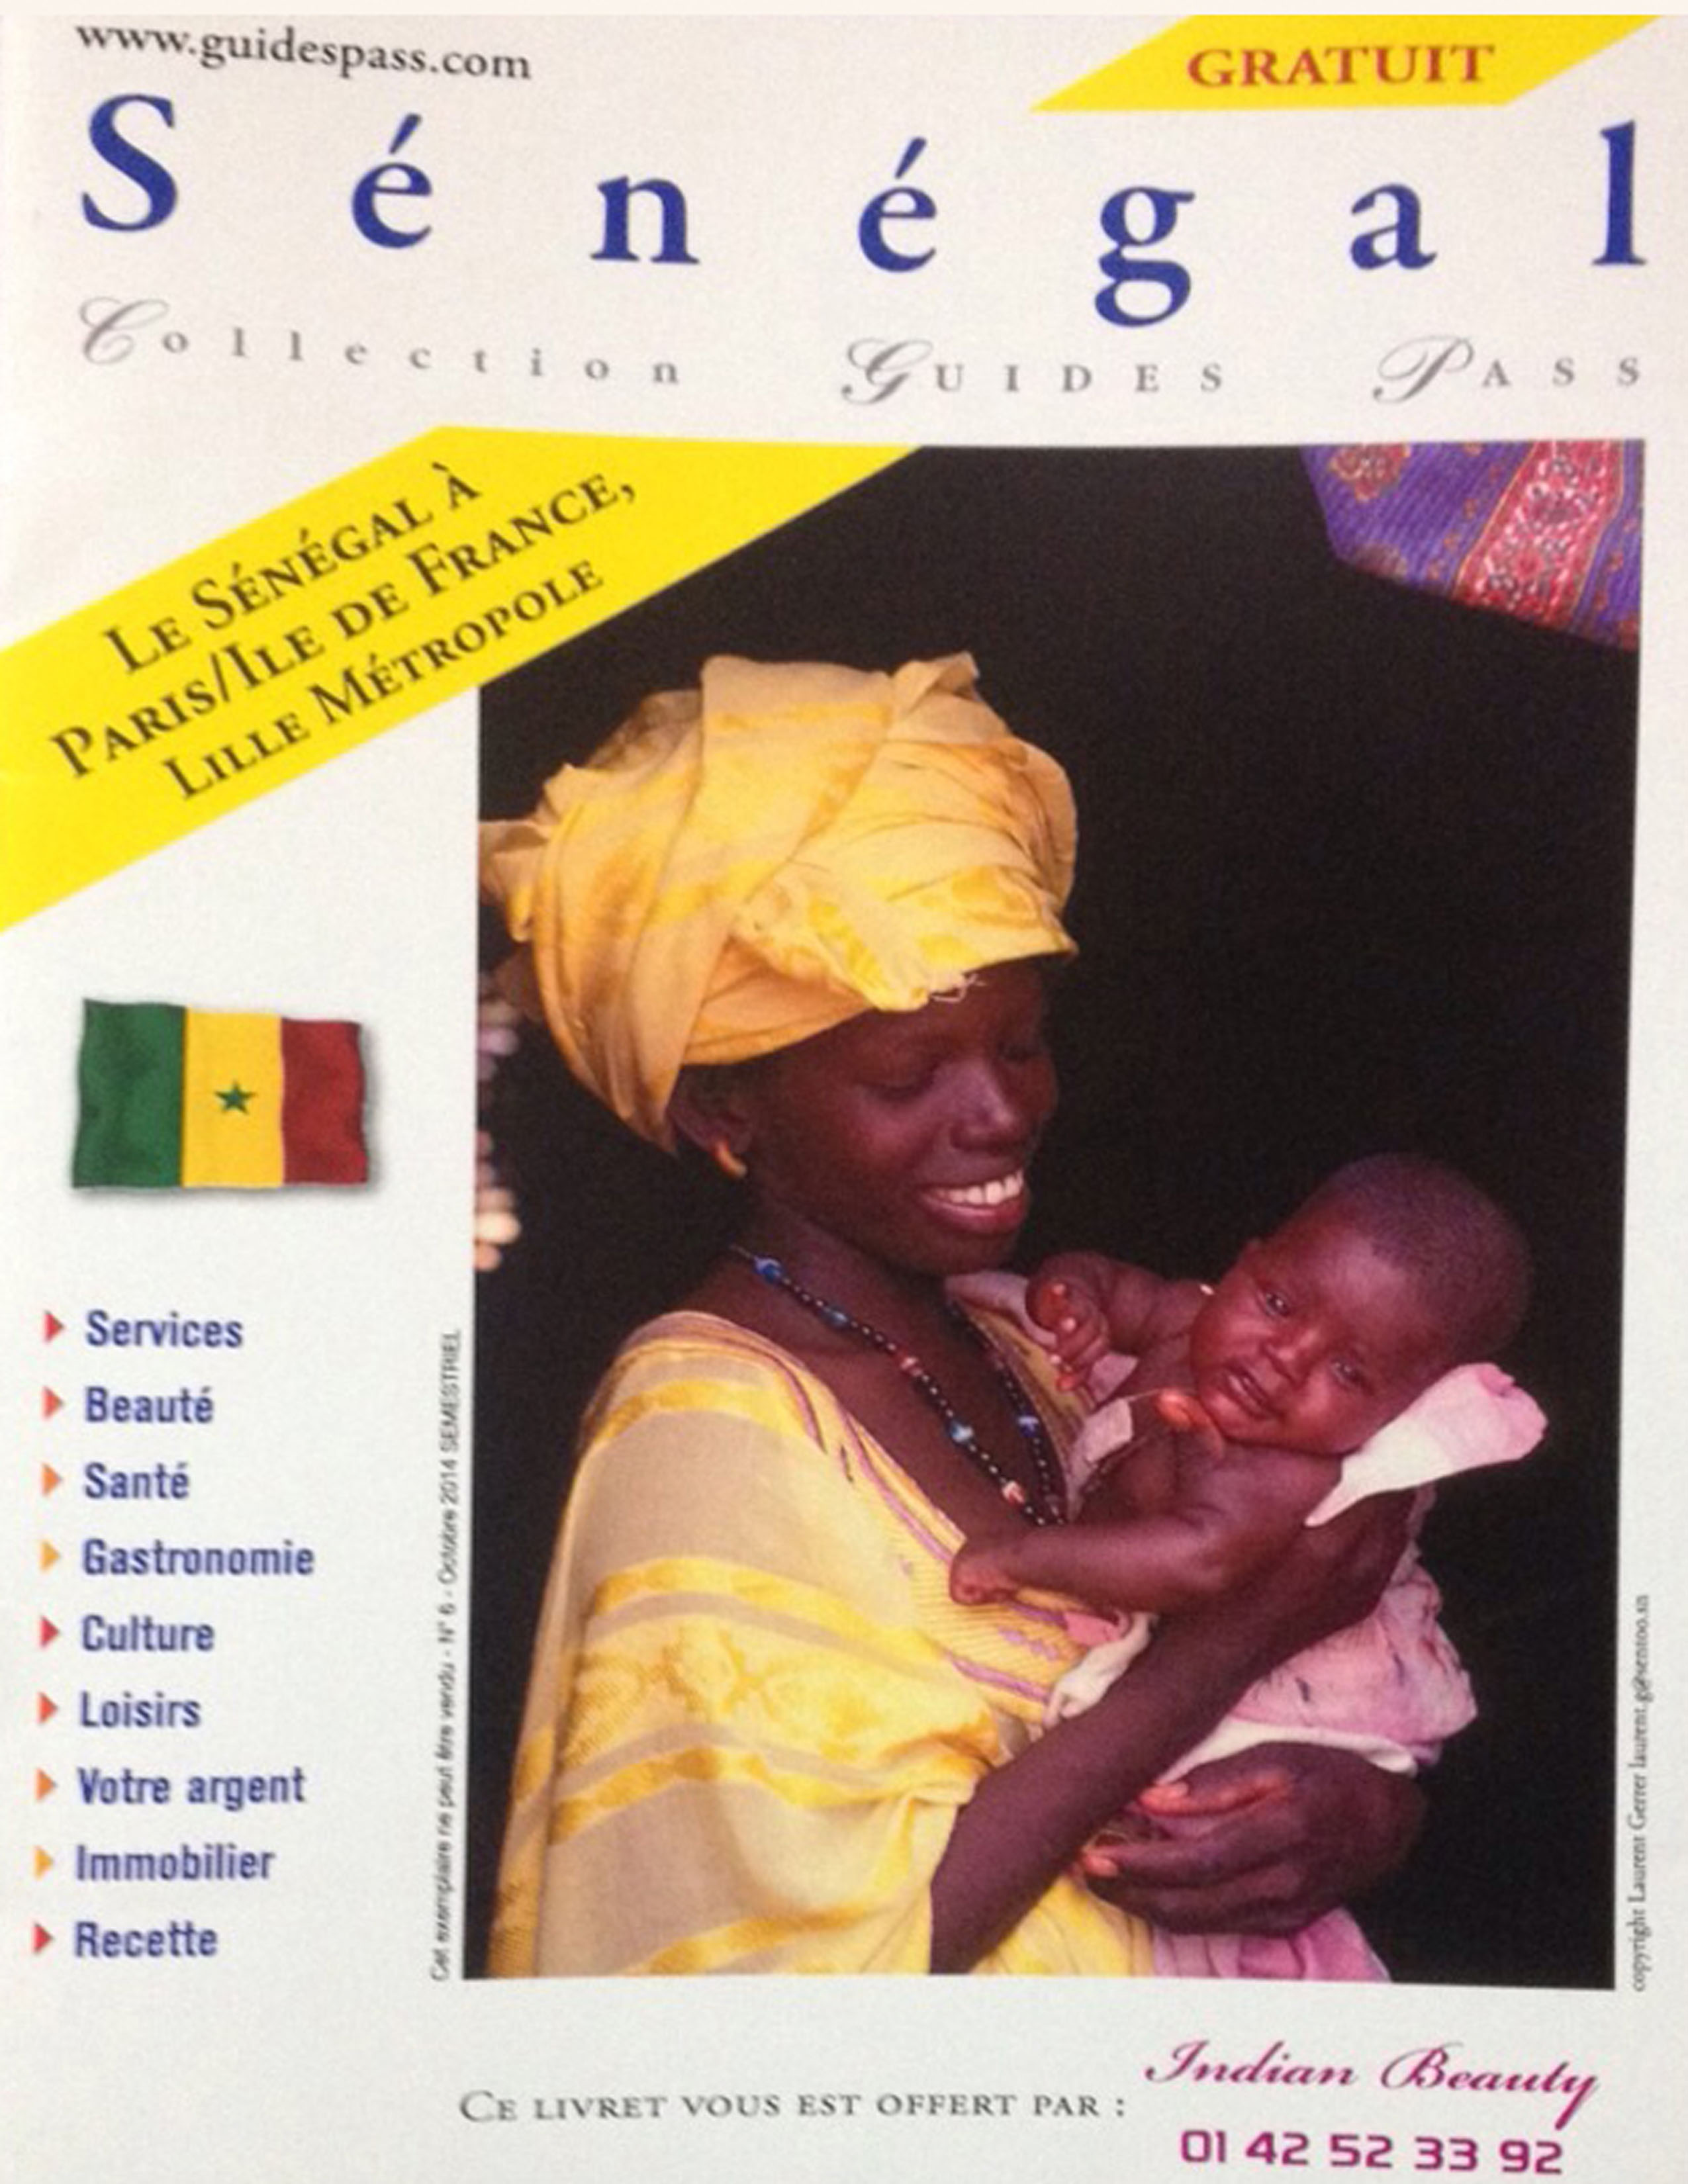 www.guidespass.com
GRATUIT
Sénégal
Collection GUIDES PASS
LE SÉNÉGAL À
PARIS/ILE DE FRANCE,
LILLE MÉTROPOLE
Services
Beauté
Santé
Gastronomie
Culture
Loisirs
Votre argent
Immobilier
Recette
Cet exemplaire ne peut être vendu - N° 6 - Octobre 2014 SEMESTRIEL
copyright Laurent Gerrer laurent.g@sentoo.sn
CE LIVRET VOUS EST OFFERT PAR :
Indian Beauty
01 42 52 33 92